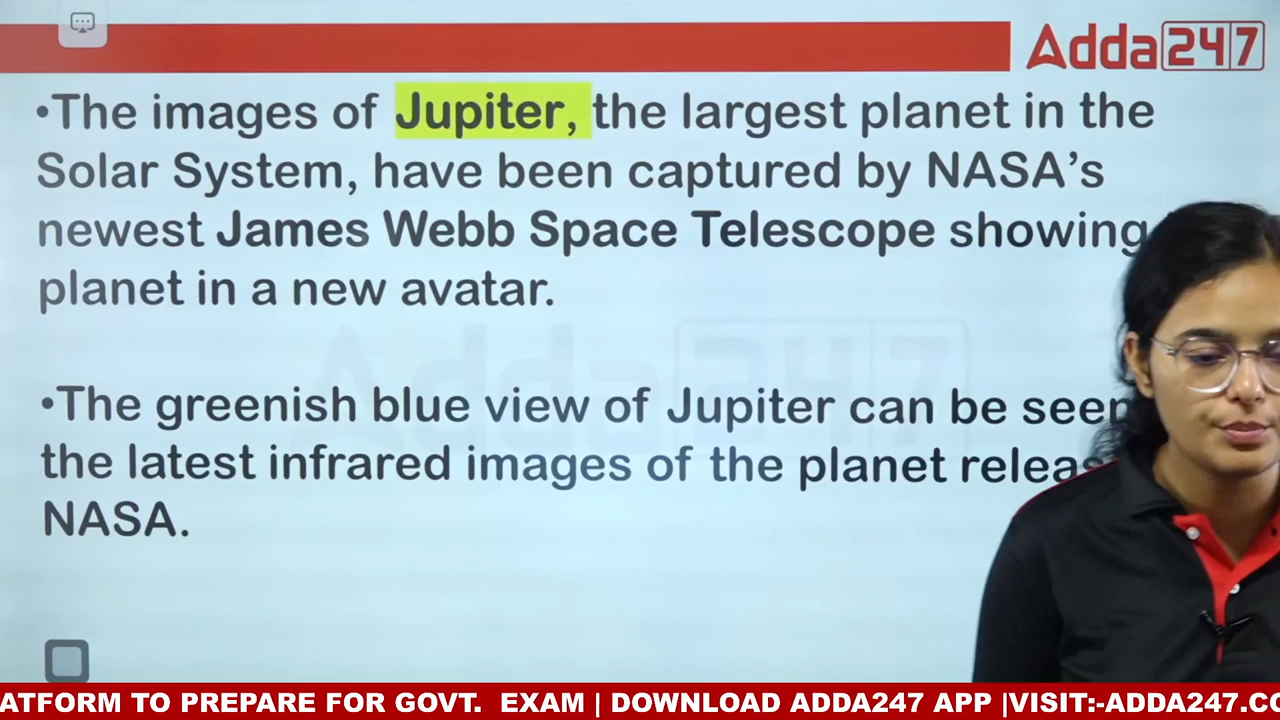 Adda247
•The images of Jupiter, the largest planet in the
Solar System, have been captured by NASA’s
newest James Webb Space Telescope showing
planet in a new avatar.
•The greenish blue view of Jupiter can be seen
the latest infrared images of the planet
NASA.
ATFORM TO PREPARE FOR GOVT. EXAM | DOWNLOAD ADDA247 APP |VISIT:-ADDA247.CO